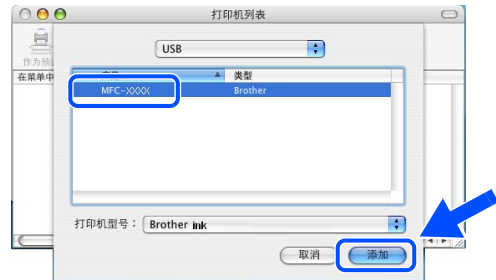 打印机列表
USB
作为预
在菜单中
类型
MFC-XXXX Brother
打印机型号： Brother ink
取消 添加